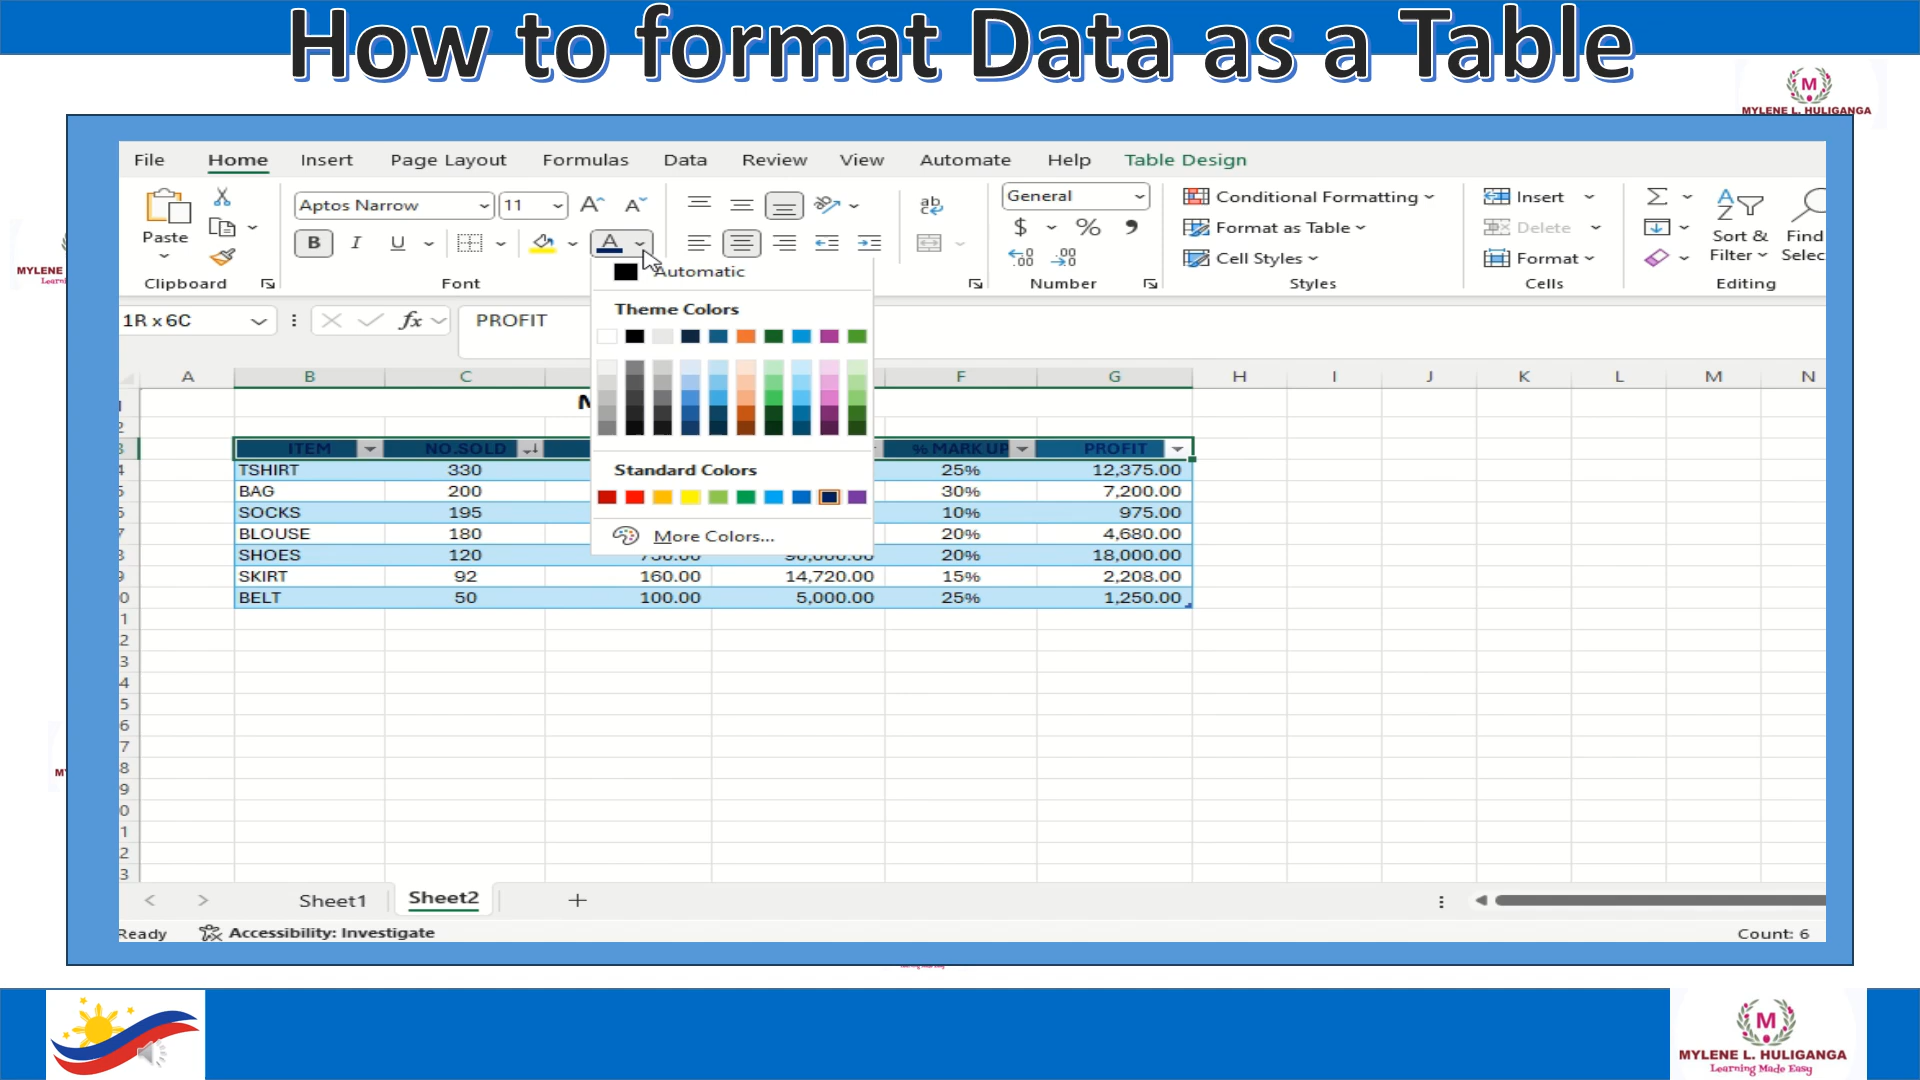 How to format Data as a Table
M
MYLENE L. HULIGANGA
File Home Insert Page Layout Formulas Data Review View Automate Help Table Design
Aptos Narrow 11 General Conditional Formatting Insert
Paste B I U A $ % Format as Table Delete Sort & Find
Cell Styles Format Filter Selec
Clipboard Font Number Styles Cells Editing
Automatic
Theme Colors
Standard Colors
More Colors...
1R x 6C fx PROFIT
A B C F G H I J K L M N
ITEM NO.SOLD % MARK UP PROFIT
TSHIRT 330 25% 12,375.00
BAG 200 30% 7,200.00
SOCKS 195 10% 975.00
BLOUSE 180 20% 4,680.00
SHOES 120 20% 18,000.00
SKIRT 92 160.00 14,720.00 15% 2,208.00
BELT 50 100.00 5,000.00 25% 1,250.00
Sheet1 Sheet2 +
Ready Accessibility: Investigate Count: 6
MYLENE
M
MYLENE L. HULIGANGA
Learning Made Easy